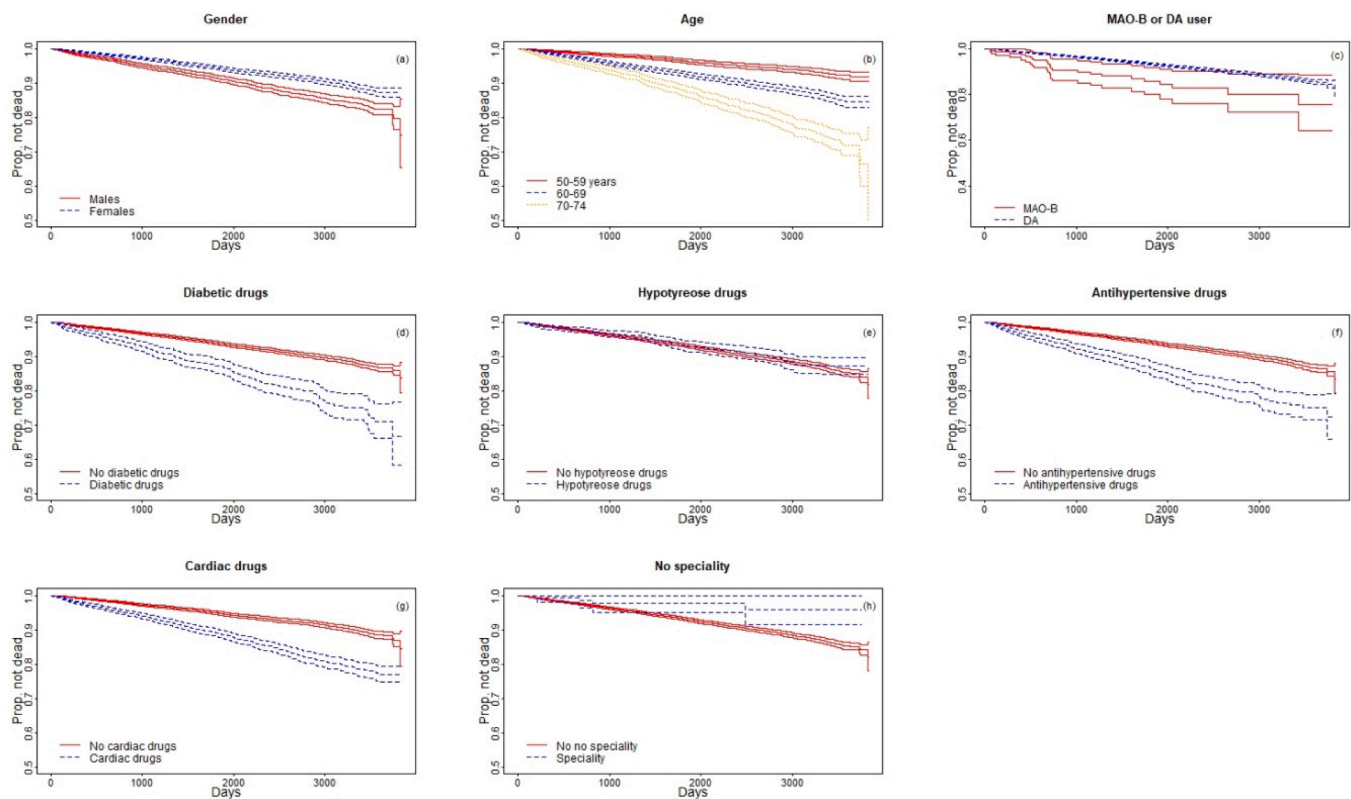 Gender
(a)
Prop. not dead
1.0
0.9
0.8
0.7
0.6
0.5
Males
Females
0
1000
2000
3000
Days
Age
(b)
Prop. not dead
1.0
0.9
0.8
0.7
0.6
0.5
50-59 years
60-69
70-74
0
1000
2000
3000
Days
MAO-B or DA user
(c)
Prop. not dead
1.0
0.8
0.6
0.4
MAO-B
DA
0
1000
3000
Days
Diabetic drugs
(d)
Prop. not dead
1.0
0.9
0.8
0.7
0.6
0.5
No diabetic drugs
Diabetic drugs
0
1000
2000
3000
Days
Hypotyreose drugs
(e)
Prop. not dead
1.0
0.9
0.8
0.7
0.6
0.5
No hypotyreose drugs
Hypotyreose drugs
0
1000
2000
3000
Days
Antihypertensive drugs
(f)
Prop. not dead
1.0
0.9
0.8
0.7
0.6
0.5
No antihypertensive drugs
Antihypertensive drugs
0
1000
2000
3000
Days
Cardiac drugs
(g)
Prop. not dead
1.0
0.9
0.8
0.7
0.6
0.5
No cardiac drugs
Cardiac drugs
0
1000
2000
3000
Days
No speciality
(h)
Prop. not dead
1.0
0.9
0.8
0.7
0.6
0.5
No no speciality
Speciality
0
1000
2000
3000
Days